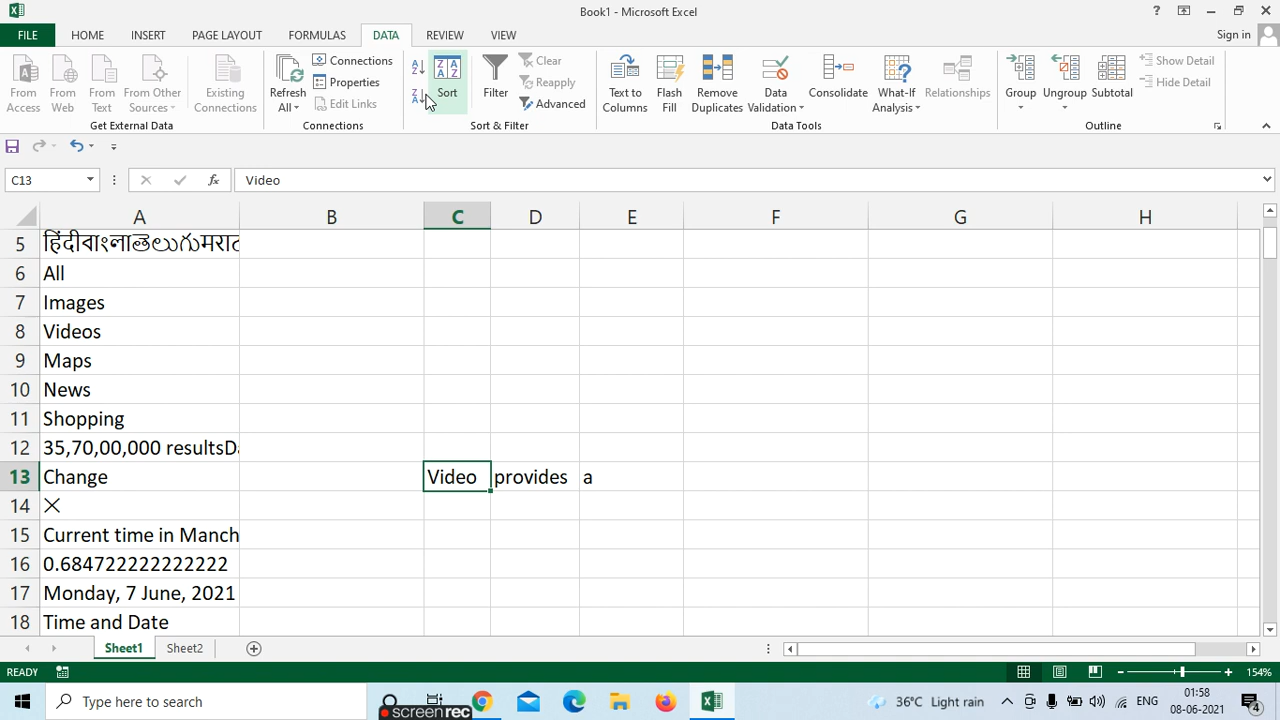 Book1 - Microsoft Excel
FILE HOME INSERT PAGE LAYOUT FORMULAS DATA REVIEW VIEW Sign in
From Access From Web From Text From Other Sources Existing Connections
Get External Data
Refresh All Connections Properties Edit Links
Connections
Sort Filter Clear Reapply Advanced
Sort & Filter
Text to Columns Flash Fill Remove Duplicates Data Validation Consolidate What-If Analysis Relationships
Data Tools
Group Ungroup Subtotal Show Detail Hide Detail
Outline
C13 fx Video
A B C D E F G H
5 हिंदीবাংলাతెలుగుमरा
6 All
7 Images
8 Videos
9 Maps
10 News
11 Shopping
12 35,70,00,000 resultsDa
13 Change Video provides a
14 ✕
15 Current time in Manch
16 0.684722222222222
17 Monday, 7 June, 2021
18 Time and Date
Sheet1 Sheet2
READY 154%
Type here to search screenrec 36°C Light rain ENG 01:58
08-06-2021 4